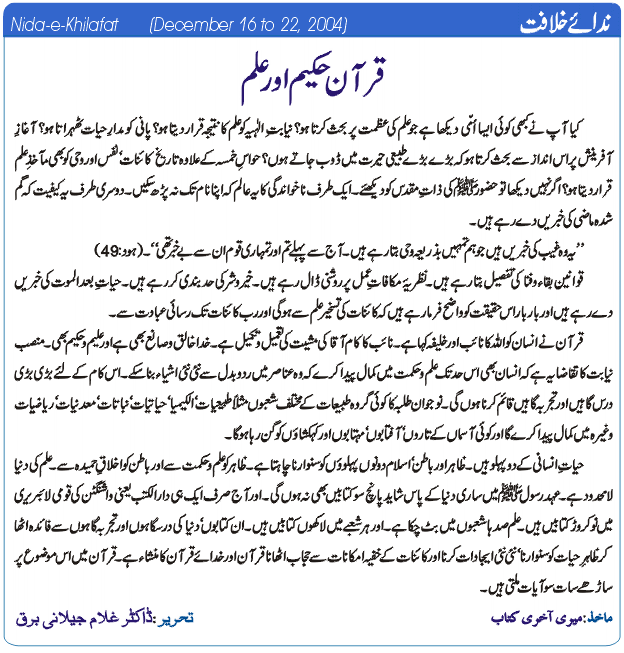 Nida-e-Khilafat (December 16 to 22, 2004) ندائے خلافت
قرآن حکیم اور علم
کیا آپ نے کبھی کوئی ایسا اُمّی دیکھا ہے جو علم کی عظمت پر بحث کرتا ہو؟ نیابتِ الٰہیہ کو علم کا نتیجہ قرار دیتا ہو؟ پانی کو مدارِ حیات ٹھہراتا ہو؟ آغازِ
آفرینش پر اس انداز سے بحث کرتا ہو کہ بڑے بڑے طبیعی حیرت میں ڈوب جاتے ہوں؟ حواسِ خمسہ کے علاوہ تاریخ‘ کائنات‘ نفس اور وحی کو بھی مآخذِ علم
قرار دیتا ہو؟ اگر نہیں دیکھا تو حضور ﷺ کی ذاتِ مقدس کو دیکھئے۔ ایک طرف ناخواندگی کا یہ عالم کہ اپنا نام تک نہ پڑھ سکیں۔ دوسری طرف یہ کیفیت کہ گم
شدہ ماضی کی خبریں دے رہے ہیں۔
’’یہ وہ غیب کی خبریں ہیں جو ہم تمہیں بذریعہ وحی بتا رہے ہیں۔ آج سے پہلے تم اور تمہاری قوم ان سے بے خبر تھی‘‘۔ (ہود:49)
قوانین بقاء و فنا کی تفصیل بتا رہے ہیں۔ نظریۂ مکافاتِ عمل پر روشنی ڈال رہے ہیں۔ خیر و شر کی حد بندی کر رہے ہیں۔ حیاتِ بعد الموت کی خبریں
دے رہے ہیں اور بار بار اس حقیقت کو واضح فرما رہے ہیں کہ کائنات کی تسخیر علم سے ہوگی اور ربِ کائنات تک رسائی عبادت سے۔
قرآن نے انسان کو اللہ کا نائب اور خلیفہ کہا ہے۔ نائب کا کام آقا کی مشیت کی تعمیل و تکمیل ہے۔ خدا خالق و صانع بھی ہے اور علیم و حکیم بھی۔ منصب
نیابت کا تقاضا یہ ہے کہ انسان بھی اس حد تک علم و حکمت میں کمال پیدا کرے کہ وہ عناصر میں ردوبدل سے نئی نئی اشیاء بنا سکے۔ اس کام کے لئے بڑی بڑی
درس گاہیں اور تجربہ گاہیں قائم کرنا ہوں گی۔ نوجوان طلبہ کا کوئی گروہ طبیعات کے مختلف شعبوں مثلاً طبعیات‘ الکیمیا‘ حیاتیات‘ نباتات‘ معدنیات‘ ریاضیات
وغیرہ میں کمال پیدا کرے گا اور کوئی آسماں کے تاروں‘ آفتابوں‘ مہتابوں اور کہکشاؤں کو گن رہا ہوگا۔
حیاتِ انسانی کے دو پہلو ہیں۔ ظاہر اور باطن‘ اسلام دونوں پہلوؤں کو سنوارنا چاہتا ہے۔ ظاہر کو علم و حکمت سے اور باطن کو اخلاقِ حمیدہ سے۔ علم کی دنیا
لامحدود ہے۔ عہد رسول ﷺ میں ساری دنیا کے پاس شاید پانچ سو کتابیں بھی نہ ہوں گی۔ اور آج صرف ایک ہی دارالکتب یعنی واشنگٹن کی قومی لائبریری
میں نو کروڑ کتابیں ہیں۔ علم صدہا شعبوں میں بٹ چکا ہے۔ اور ہر شعبے میں لاکھوں کتابیں ہیں۔ ان کتابوں‘ دنیا کی درسگاہوں اور تجربہ گاہوں سے فائدہ اٹھا
کر ظاہرِ حیات کو سنوارنا‘ نئی نئی ایجادات کرنا اور کائنات کے خفیہ امکانات سے حجاب اٹھانا قرآن اور خدائے قرآن کا منشاء ہے۔ قرآن میں اس موضوع پر
ساڑھے سات سو آیات ملتی ہیں۔
ماخذ: میری آخری کتاب تحریر: ڈاکٹر غلام جیلانی برق